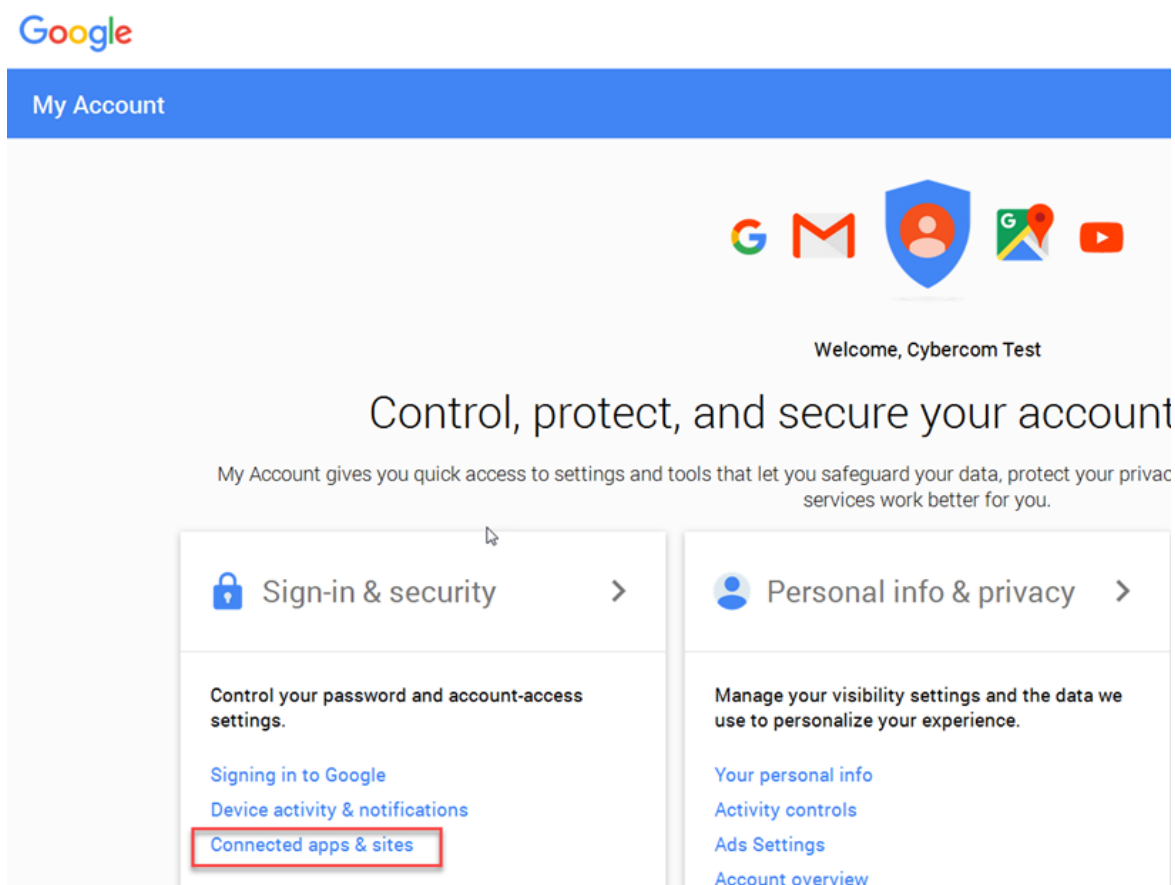 Google
My Account
Welcome, Cybercom Test
Control, protect, and secure your account
My Account gives you quick access to settings and tools that let you safeguard your data, protect your privac
services work better for you.
Sign-in & security
Control your password and account-access
settings.
Signing in to Google
Device activity & notifications
Connected apps & sites
Personal info & privacy
Manage your visibility settings and the data we
use to personalize your experience.
Your personal info
Activity controls
Ads Settings
Account overview